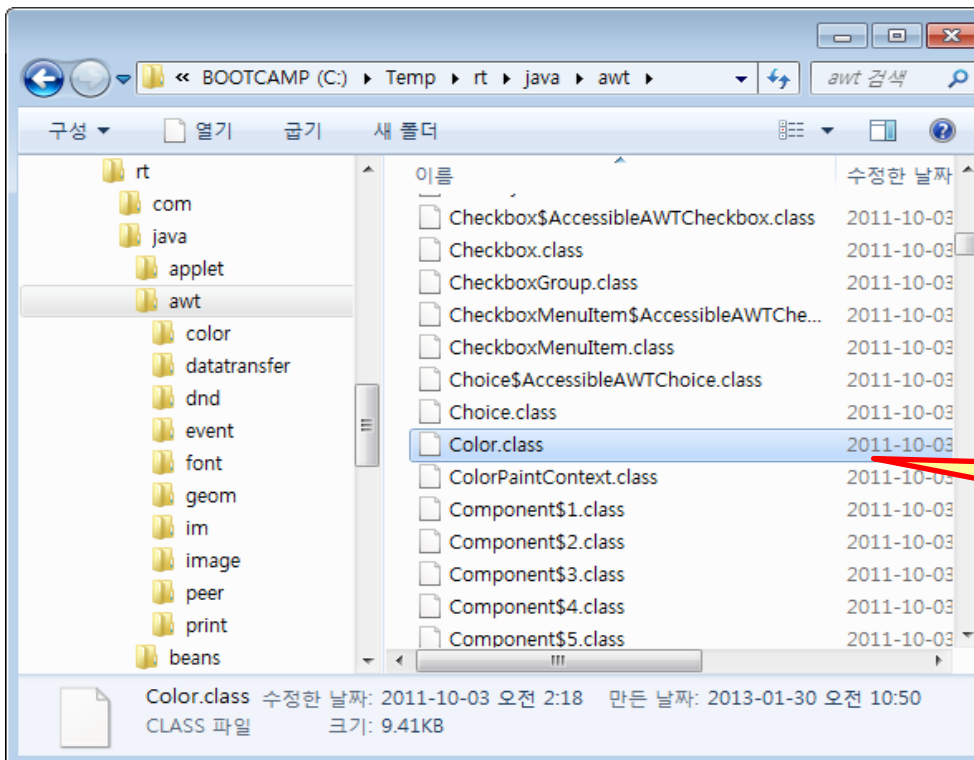 « BOOTCAMP (C:) ▸ Temp ▸ rt ▸ java ▸ awt ▸
awt 검색
구성 ▼ 열기 굽기 새 폴더
rt
com
java
applet
awt
color
datatransfer
dnd
event
font
geom
im
image
peer
print
beans
이름 수정한 날짜
Checkbox$AccessibleAWTCheckbox.class 2011-10-03
Checkbox.class 2011-10-03
CheckboxGroup.class 2011-10-03
CheckboxMenuItem$AccessibleAWTChe... 2011-10-03
CheckboxMenuItem.class 2011-10-03
Choice$AccessibleAWTChoice.class 2011-10-03
Choice.class 2011-10-03
Color.class 2011-10-03
ColorPaintContext.class 2011-10-03
Component$1.class 2011-10-03
Component$2.class 2011-10-03
Component$3.class 2011-10-03
Component$4.class 2011-10-03
Component$5.class 2011-10-03
Color.class 수정한 날짜: 2011-10-03 오전 2:18 만든 날짜: 2013-01-30 오전 10:50
CLASS 파일 크기: 9.41KB